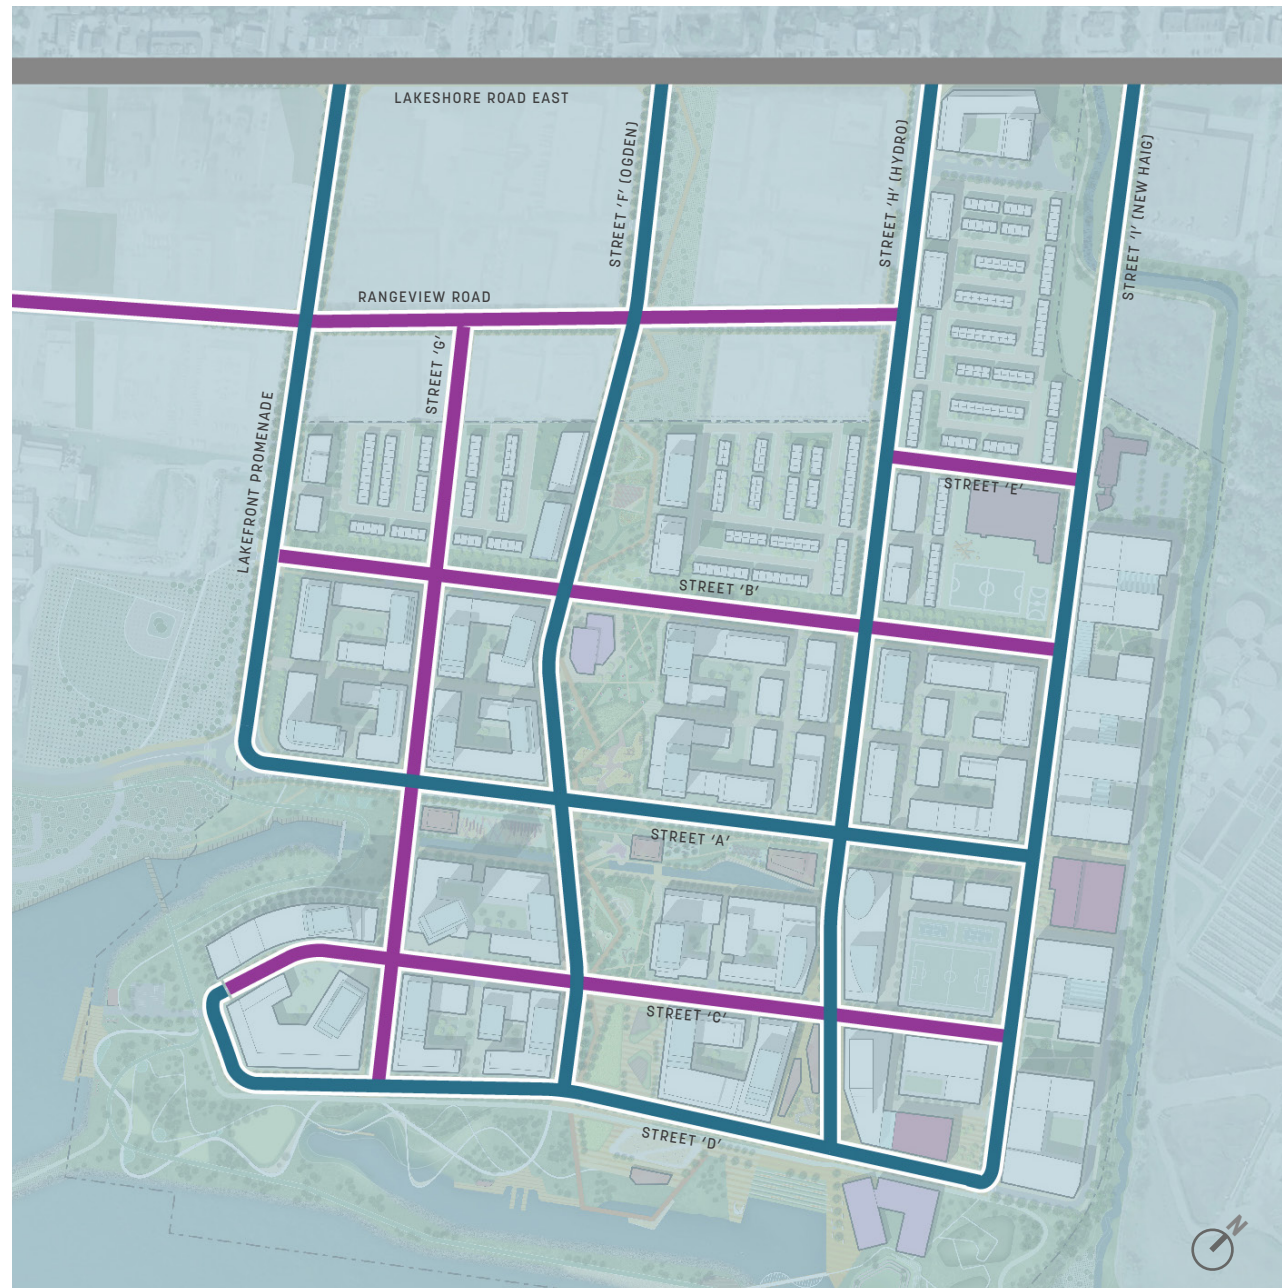 LAKESHORE ROAD EAST
STREET ‘F’ (OGDEN)
STREET ‘H’ (HYDRO)
STREET ‘I’ (NEW HAIG)
RANGEVIEW ROAD
STREET ‘G’
LAKEFRONT PROMENADE
STREET ‘E’
STREET ‘B’
STREET ‘A’
STREET ‘C’
STREET ‘D’
N